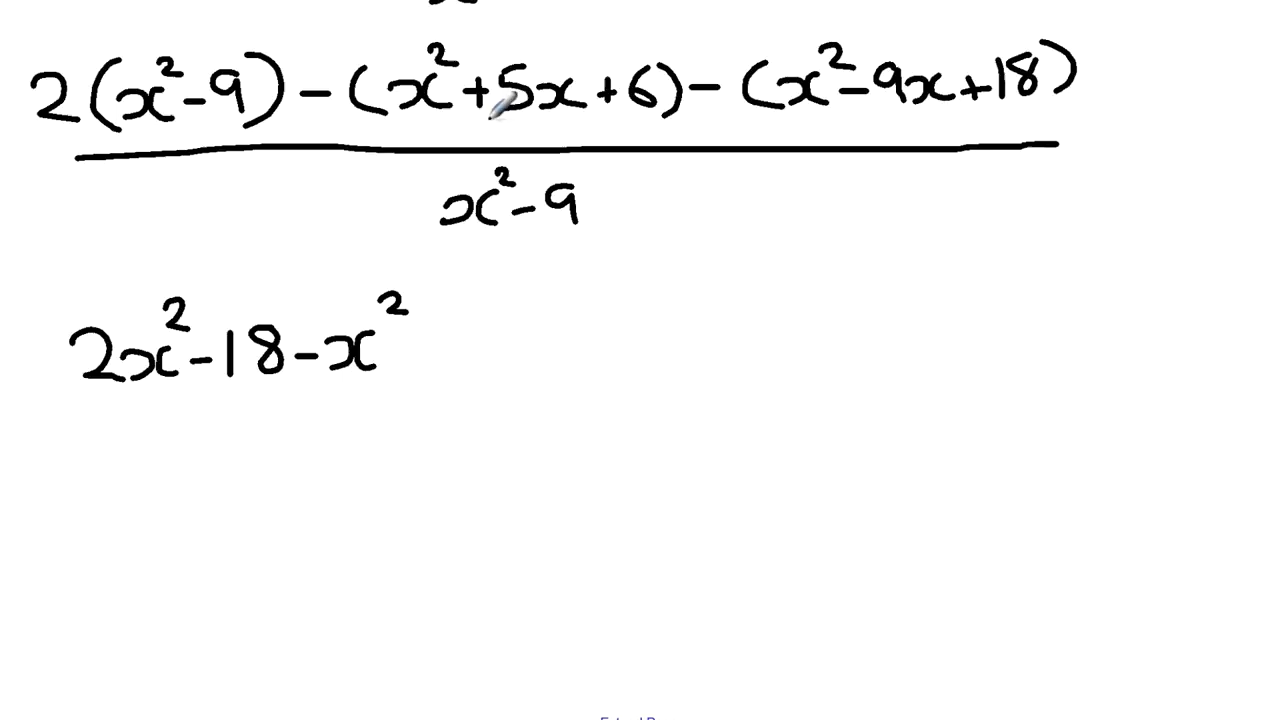 2(x²-9) - (x²+5x+6) - (x²-9x+18)
x²-9
2x²-18-x²